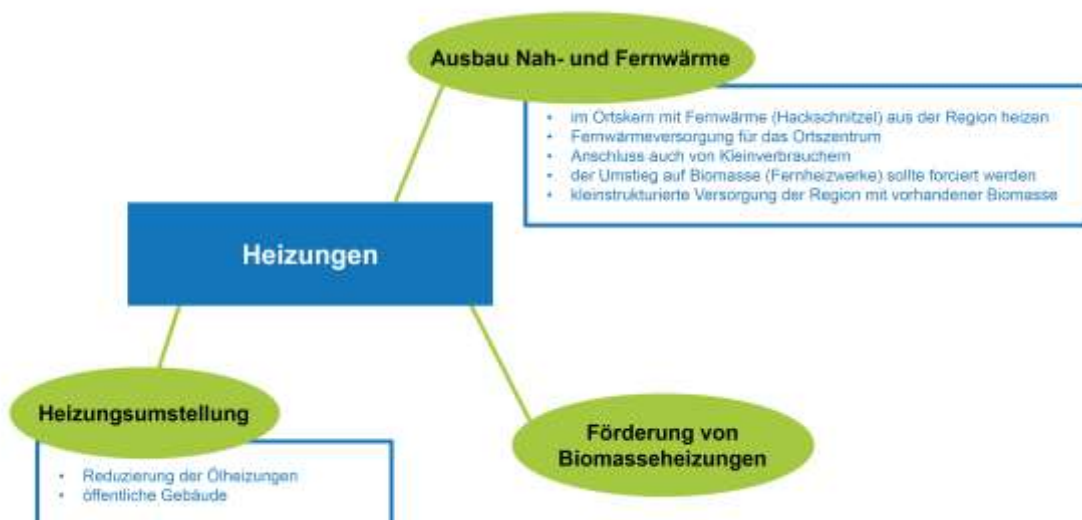 Ausbau Nah- und Fernwärme
• im Ortskern mit Fernwärme (Hackschnitzel) aus der Region heizen
• Fernwärmeversorgung für das Ortszentrum
• Anschluss auch von Kleinverbrauchern
• der Umstieg auf Biomasse (Fernheizwerke) sollte forciert werden
• kleinstrukturierte Versorgung der Region mit vorhandener Biomasse
Heizungen
Heizungsumstellung
• Reduzierung der Ölheizungen
• öffentliche Gebäude
Förderung von
Biomasseheizungen